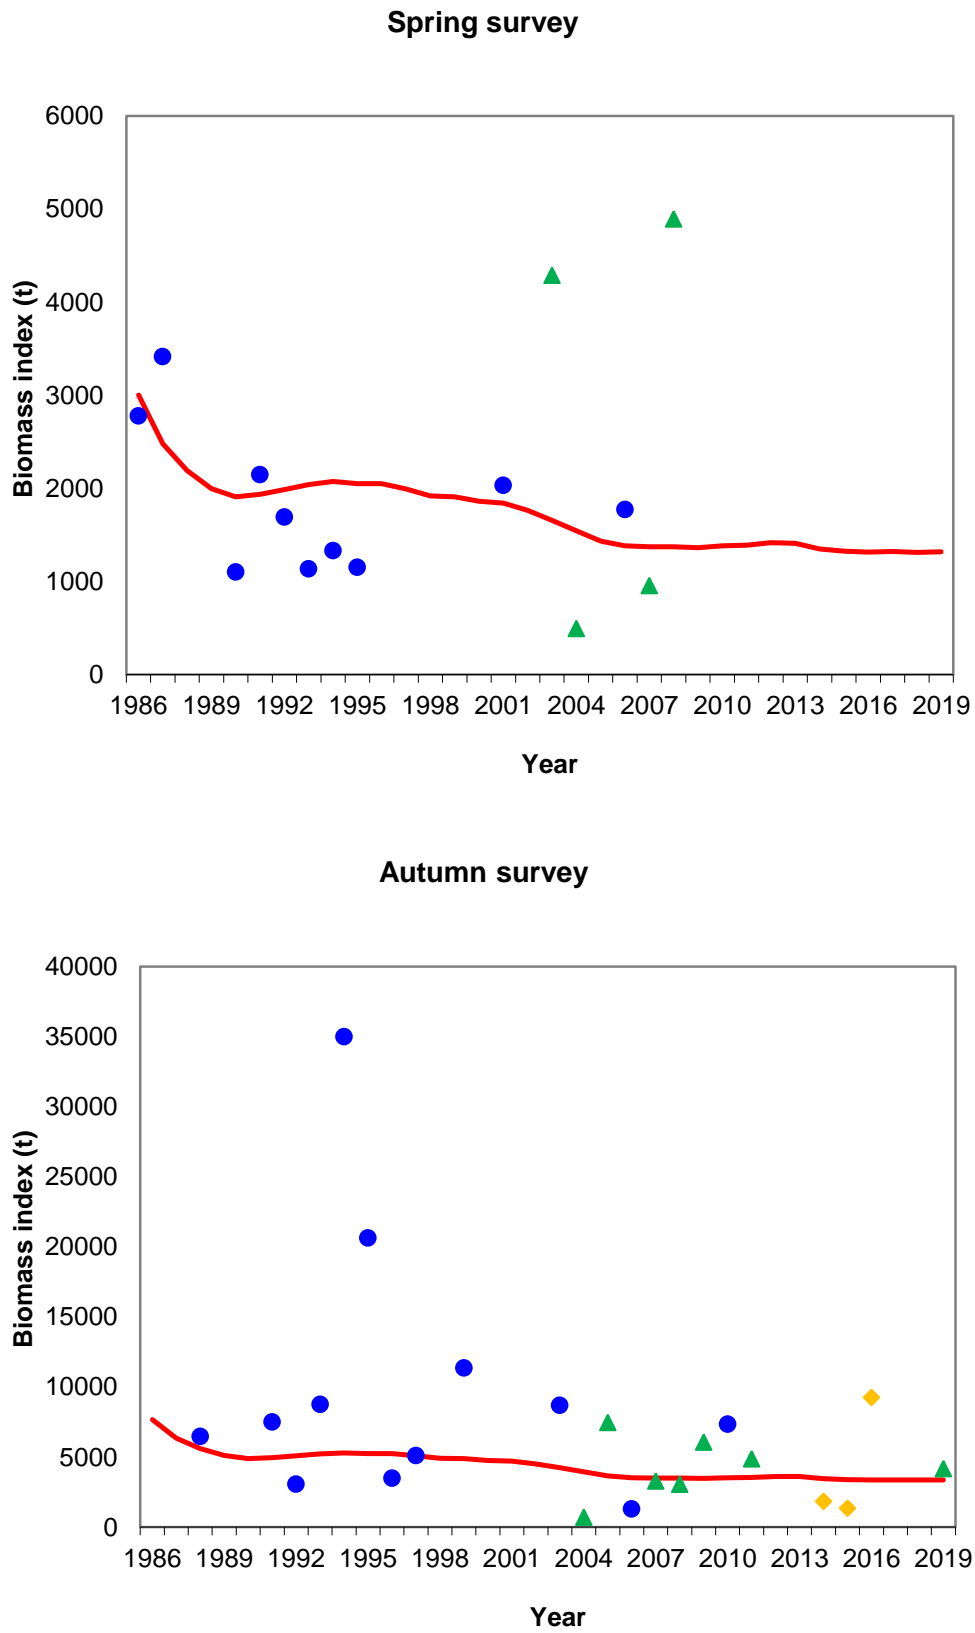 Spring survey
6000
5000
4000
3000
2000
1000
0
Biomass index (t)
1986 1989 1992 1995 1998 2001 2004 2007 2010 2013 2016 2019
Year
Autumn survey
40000
35000
30000
25000
20000
15000
10000
5000
0
Biomass index (t)
1986 1989 1992 1995 1998 2001 2004 2007 2010 2013 2016 2019
Year